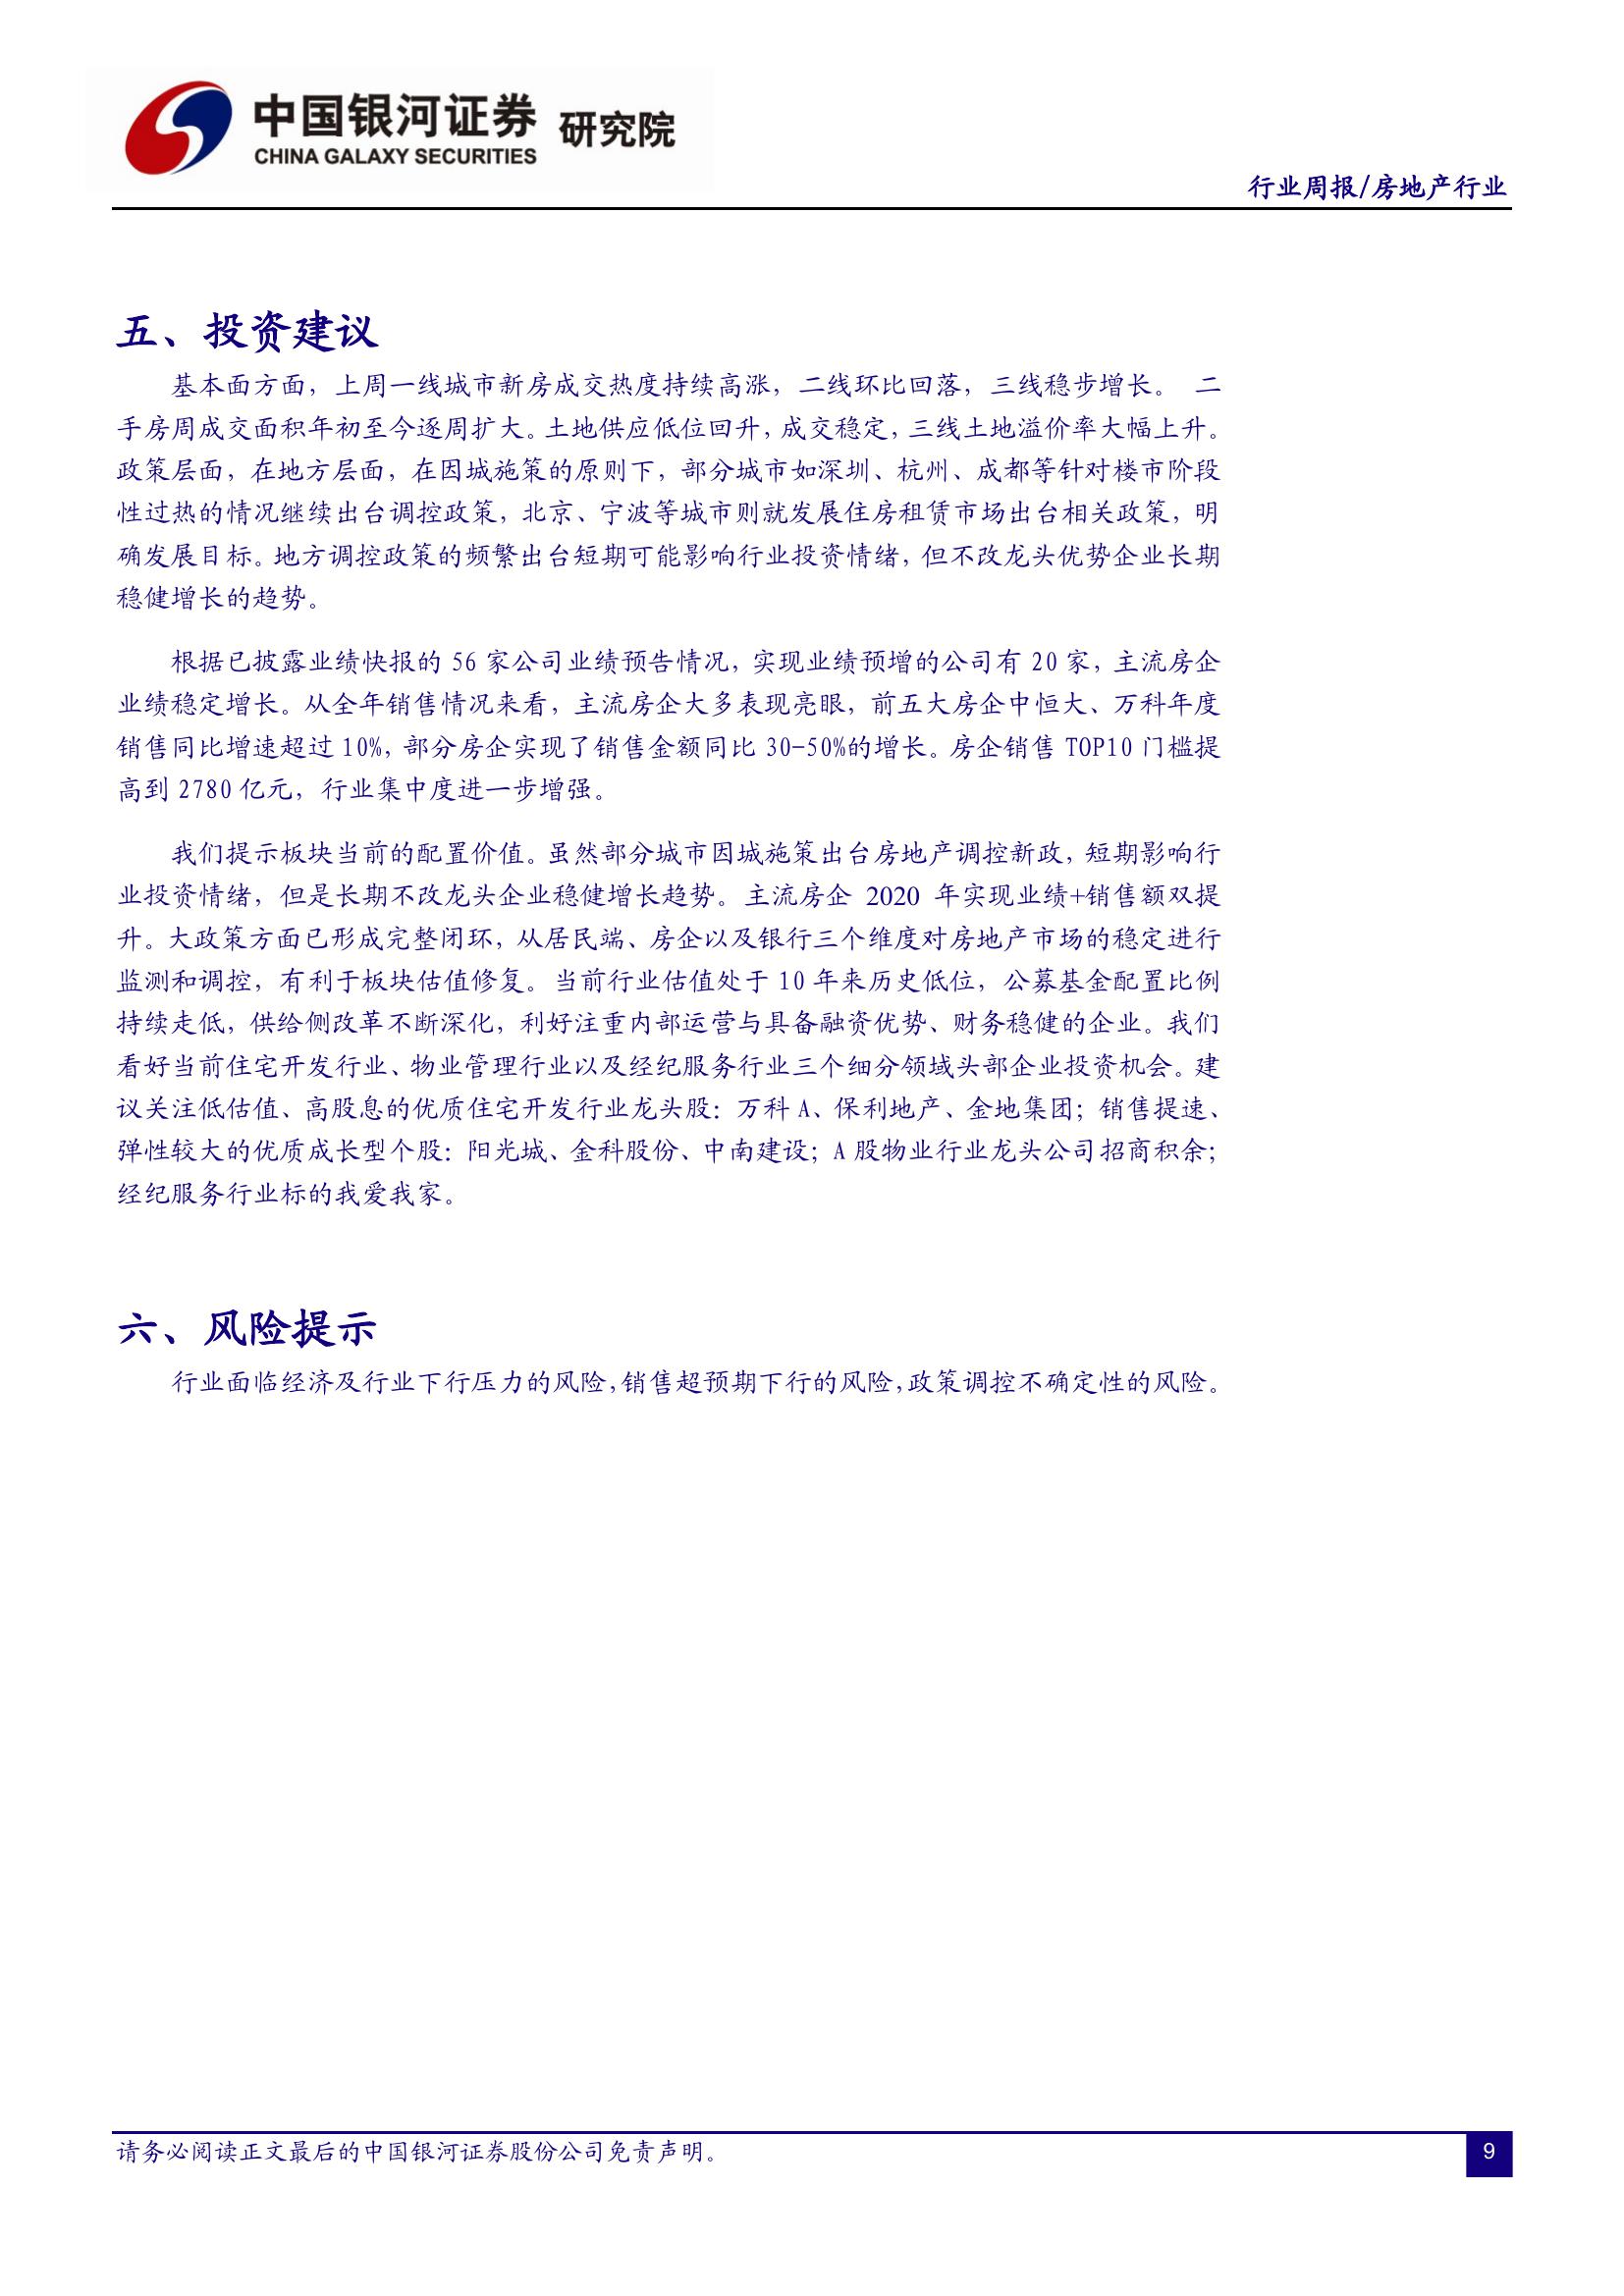 中国银河证券 研究院
CHINA GALAXY SECURITIES
行业周报/房地产行业
五、投资建议
基本面方面，上周一线城市新房成交热度持续高涨，二线环比回落，三线稳步增长。 二
手房周成交面积年初至今逐周扩大。土地供应低位回升，成交稳定，三线土地溢价率大幅上升。
政策层面，在地方层面，在因城施策的原则下，部分城市如深圳、杭州、成都等针对楼市阶段
性过热的情况继续出台调控政策，北京、宁波等城市则就发展住房租赁市场出台相关政策，明
确发展目标。地方调控政策的频繁出台短期可能影响行业投资情绪，但不改龙头优势企业长期
稳健增长的趋势。
根据已披露业绩快报的 56 家公司业绩预告情况，实现业绩预增的公司有 20 家，主流房企
业绩稳定增长。从全年销售情况来看，主流房企大多表现亮眼，前五大房企中恒大、万科年度
销售同比增速超过 10%，部分房企实现了销售金额同比 30-50%的增长。房企销售 TOP10 门槛提
高到 2780 亿元，行业集中度进一步增强。
我们提示板块当前的配置价值。虽然部分城市因城施策出台房地产调控新政，短期影响行
业投资情绪，但是长期不改龙头企业稳健增长趋势。主流房企 2020 年实现业绩+销售额双提
升。大政策方面已形成完整闭环，从居民端、房企以及银行三个维度对房地产市场的稳定进行
监测和调控，有利于板块估值修复。当前行业估值处于 10 年来历史低位，公募基金配置比例
持续走低，供给侧改革不断深化，利好注重内部运营与具备融资优势、财务稳健的企业。我们
看好当前住宅开发行业、物业管理行业以及经纪服务行业三个细分领域头部企业投资机会。建
议关注低估值、高股息的优质住宅开发行业龙头股：万科 A、保利地产、金地集团；销售提速、
弹性较大的优质成长型个股：阳光城、金科股份、中南建设；A 股物业行业龙头公司招商积余；
经纪服务行业标的我爱我家。
六、风险提示
行业面临经济及行业下行压力的风险，销售超预期下行的风险，政策调控不确定性的风险。
请务必阅读正文最后的中国银河证券股份公司免责声明。
9